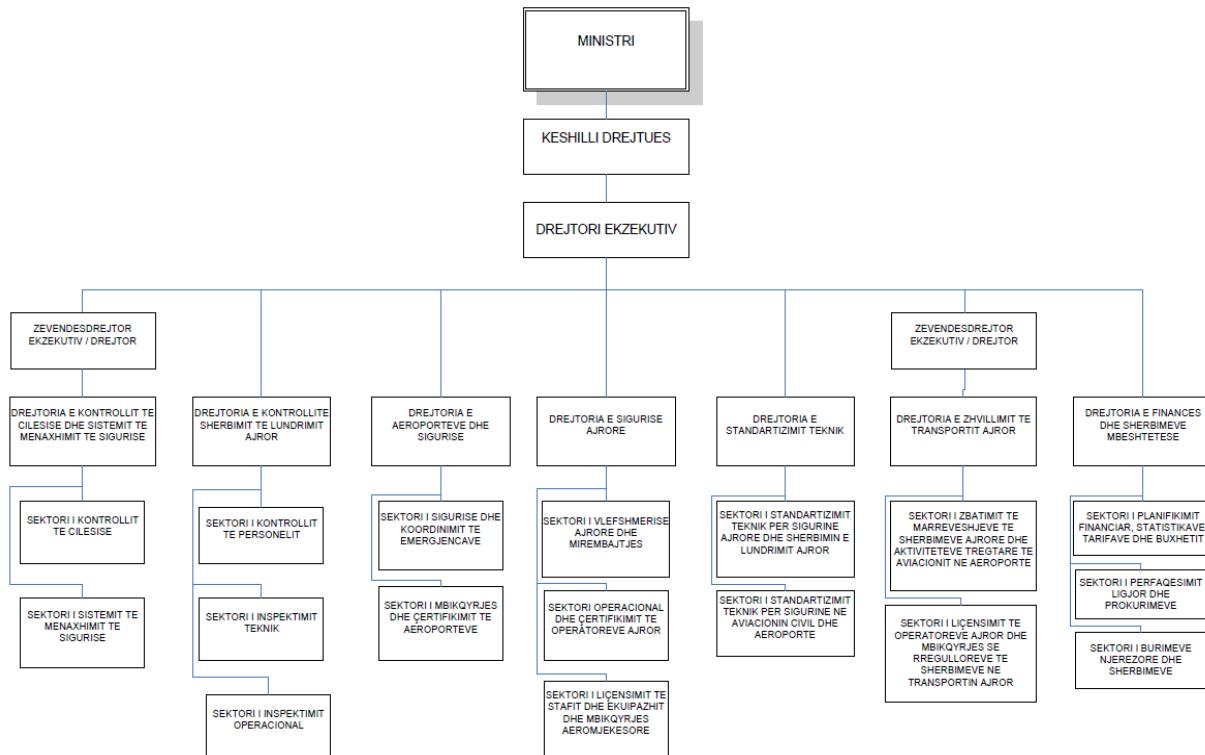 MINISTRI
KESHILLI DREJTUES
DREJTORI EKZEKUTIV
ZEVENDESDREJTOR
EKZEKUTIV / DREJTOR
ZEVENDESDREJTOR
EKZEKUTIV / DREJTOR
DREJTORIA E KONTROLLIT TE
CILESISE DHE SISTEMIT TE
MENAXHIMIT TE SIGURISE
DREJTORIA E KONTROLLITE
SHERBIMIT TE LUNDRIMIT
AJROR
DREJTORIA E
AEROPORTEVE DHE
SIGURISE
DREJTORIA E SIGURISE
AJRORE
DREJTORIA E
STANDARTIZIMIT TEKNIK
DREJTORIA E ZHVILLIMIT TE
TRANSPORTIT AJROR
DREJTORIA E FINANCES
DHE SHERBIMEVE
MBESHTETESE
SEKTORI I KONTROLLIT
TE CILESISE
SEKTORI I KONTROLLIT
TE PERSONELIT
SEKTORI I SIGURISE DHE
KOORDINIMIT TE
EMERGJENCAVE
SEKTORI I VLEFSHMERISE
AJRORE DHE
MIREMBAJTJES
SEKTORI I STANDARTIZIMIT
TEKNIK PER SIGURINE
AJRORE DHE SHERBIMIN E
LUNDRIMIT AJROR
SEKTORI I ZBATIMIT TE
MARREVESHJEVE TE
SHERBIMEVE AJRORE DHE
AKTIVITETEVE TREGTARE TE
AVIACIONIT NE AEROPORTE
SEKTORI I PLANIFIKIMIT
FINANCIAR, STATISTIKAVE
TARIFAVE DHE BUXHETIT
SEKTORI I SISTEMIT TE
MENAXHIMIT TE
SIGURISE
SEKTORI I INSPEKTIMIT
TEKNIK
SEKTORI I MBIKQYRJES
DHE ÇERTIFIKIMIT TE
AEROPORTEVE
SEKTORI OPERACIONAL
DHE ÇERTIFIKIMIT TE
OPERATOREVE AJROR
SEKTORI I STANDARTIZIMIT
TEKNIK PER SIGURINE NE
AVIACIONIN CIVIL DHE
AEROPORTE
SEKTORI I LIÇENSIMIT TE
OPERATOREVE AJROR DHE
MBIKQYRJES SE
RREGULLOREVE TE
SHERBIMEVE NE
TRANSPORTIN AJROR
SEKTORI I PERFAQESIMIT
LIGJOR DHE
PROKURIMEVE
SEKTORI I BURIMEVE
NJEREZORE DHE
SHERBIMEVE
SEKTORI I INSPEKTIMIT
OPERACIONAL
SEKTORI I LIÇENSIMIT TE
STAFIT DHE EKUIPAZHIT
DHE MBIKQYRJES
AEROMJEKESORE